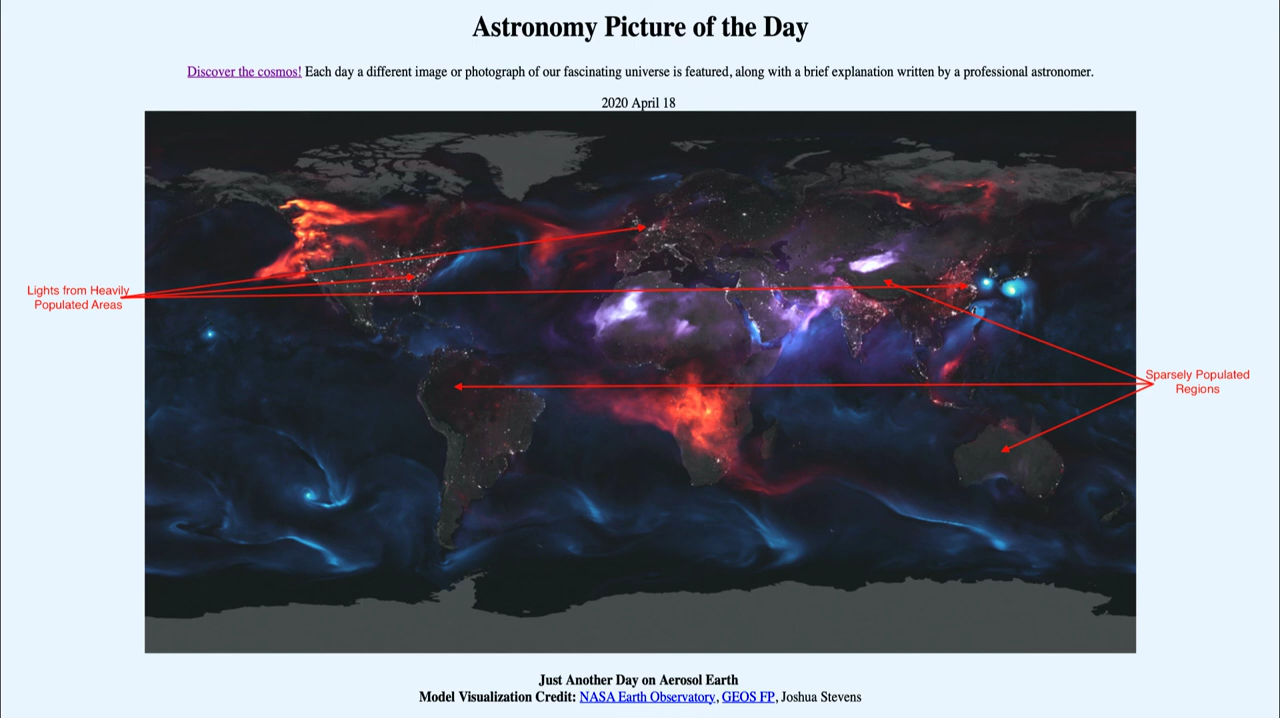 Astronomy Picture of the Day
Discover the cosmos! Each day a different image or photograph of our fascinating universe is featured, along with a brief explanation written by a professional astronomer.
2020 April 18
Lights from Heavily
Populated Areas
Sparsely Populated
Regions
Just Another Day on Aerosol Earth
Model Visualization Credit: NASA Earth Observatory, GEOS FP, Joshua Stevens